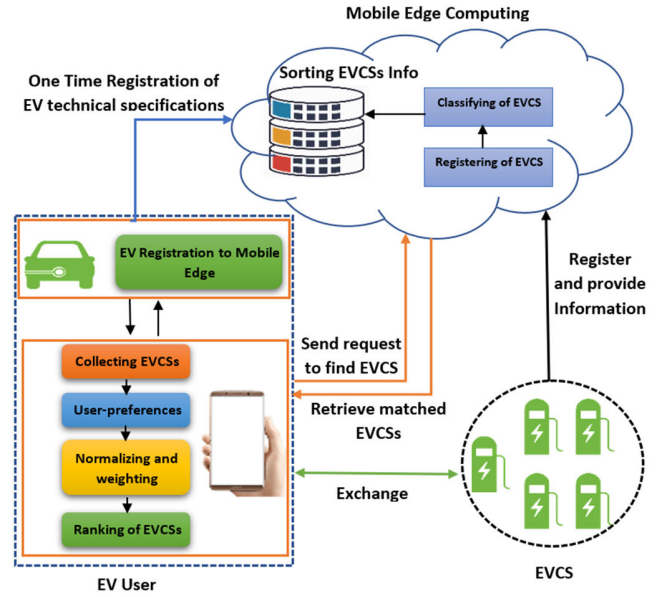 Mobile Edge Computing
One Time Registration of
EV technical specifications
Sorting EVCSs Info
Classifying of EVCS
Registering of EVCS
EV Registration to Mobile
Edge
Register
and provide
Information
Send request
to find EVCS
Collecting EVCSs
User-preferences
Retrieve matched
EVCSs
Normalizing and
weighting
Exchange
Ranking of EVCSs
EV User
EVCS